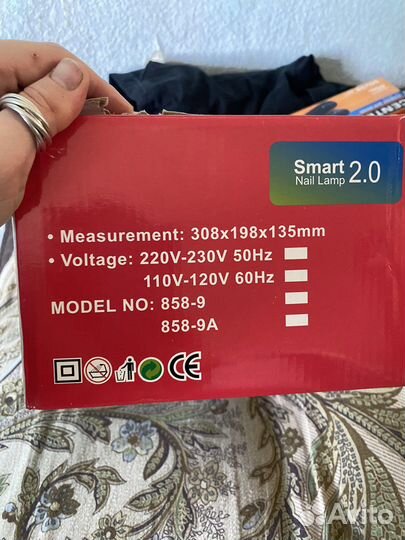 Smart 2.0
Nail Lamp
• Measurement: 308x198x135mm
• Voltage: 220V-230V 50Hz
110V-120V 60Hz
MODEL NO: 858-9
858-9A
CE
CENT
Avito